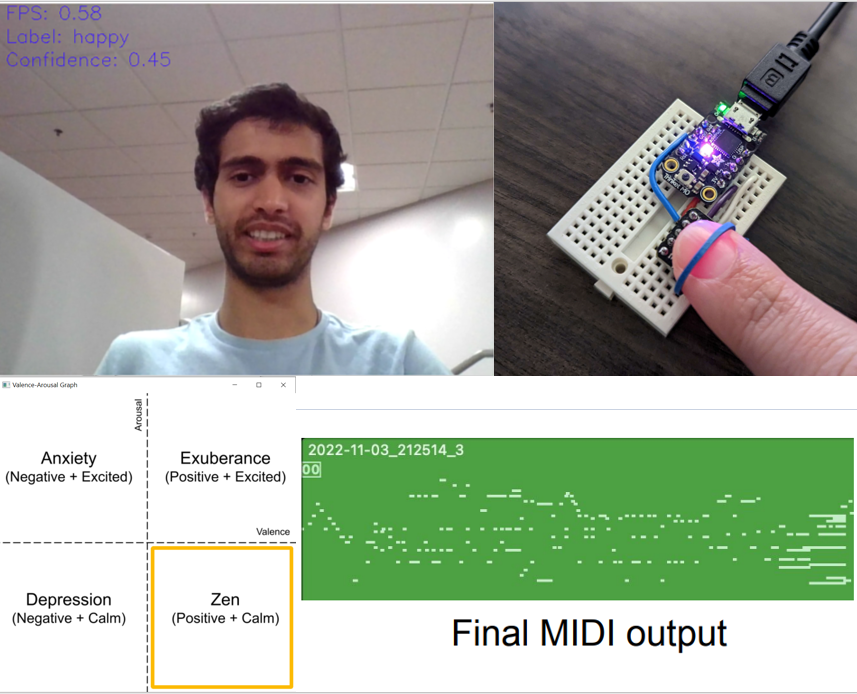 FPS: 0.58
Label: happy
Confidence: 0.45
Valence-Arousal Graph
Arousal
Anxiety
(Negative + Excited)
Exuberance
(Positive + Excited)
Valence
Depression
(Negative + Calm)
Zen
(Positive + Calm)
2022-11-03_212514_3
00
Final MIDI output